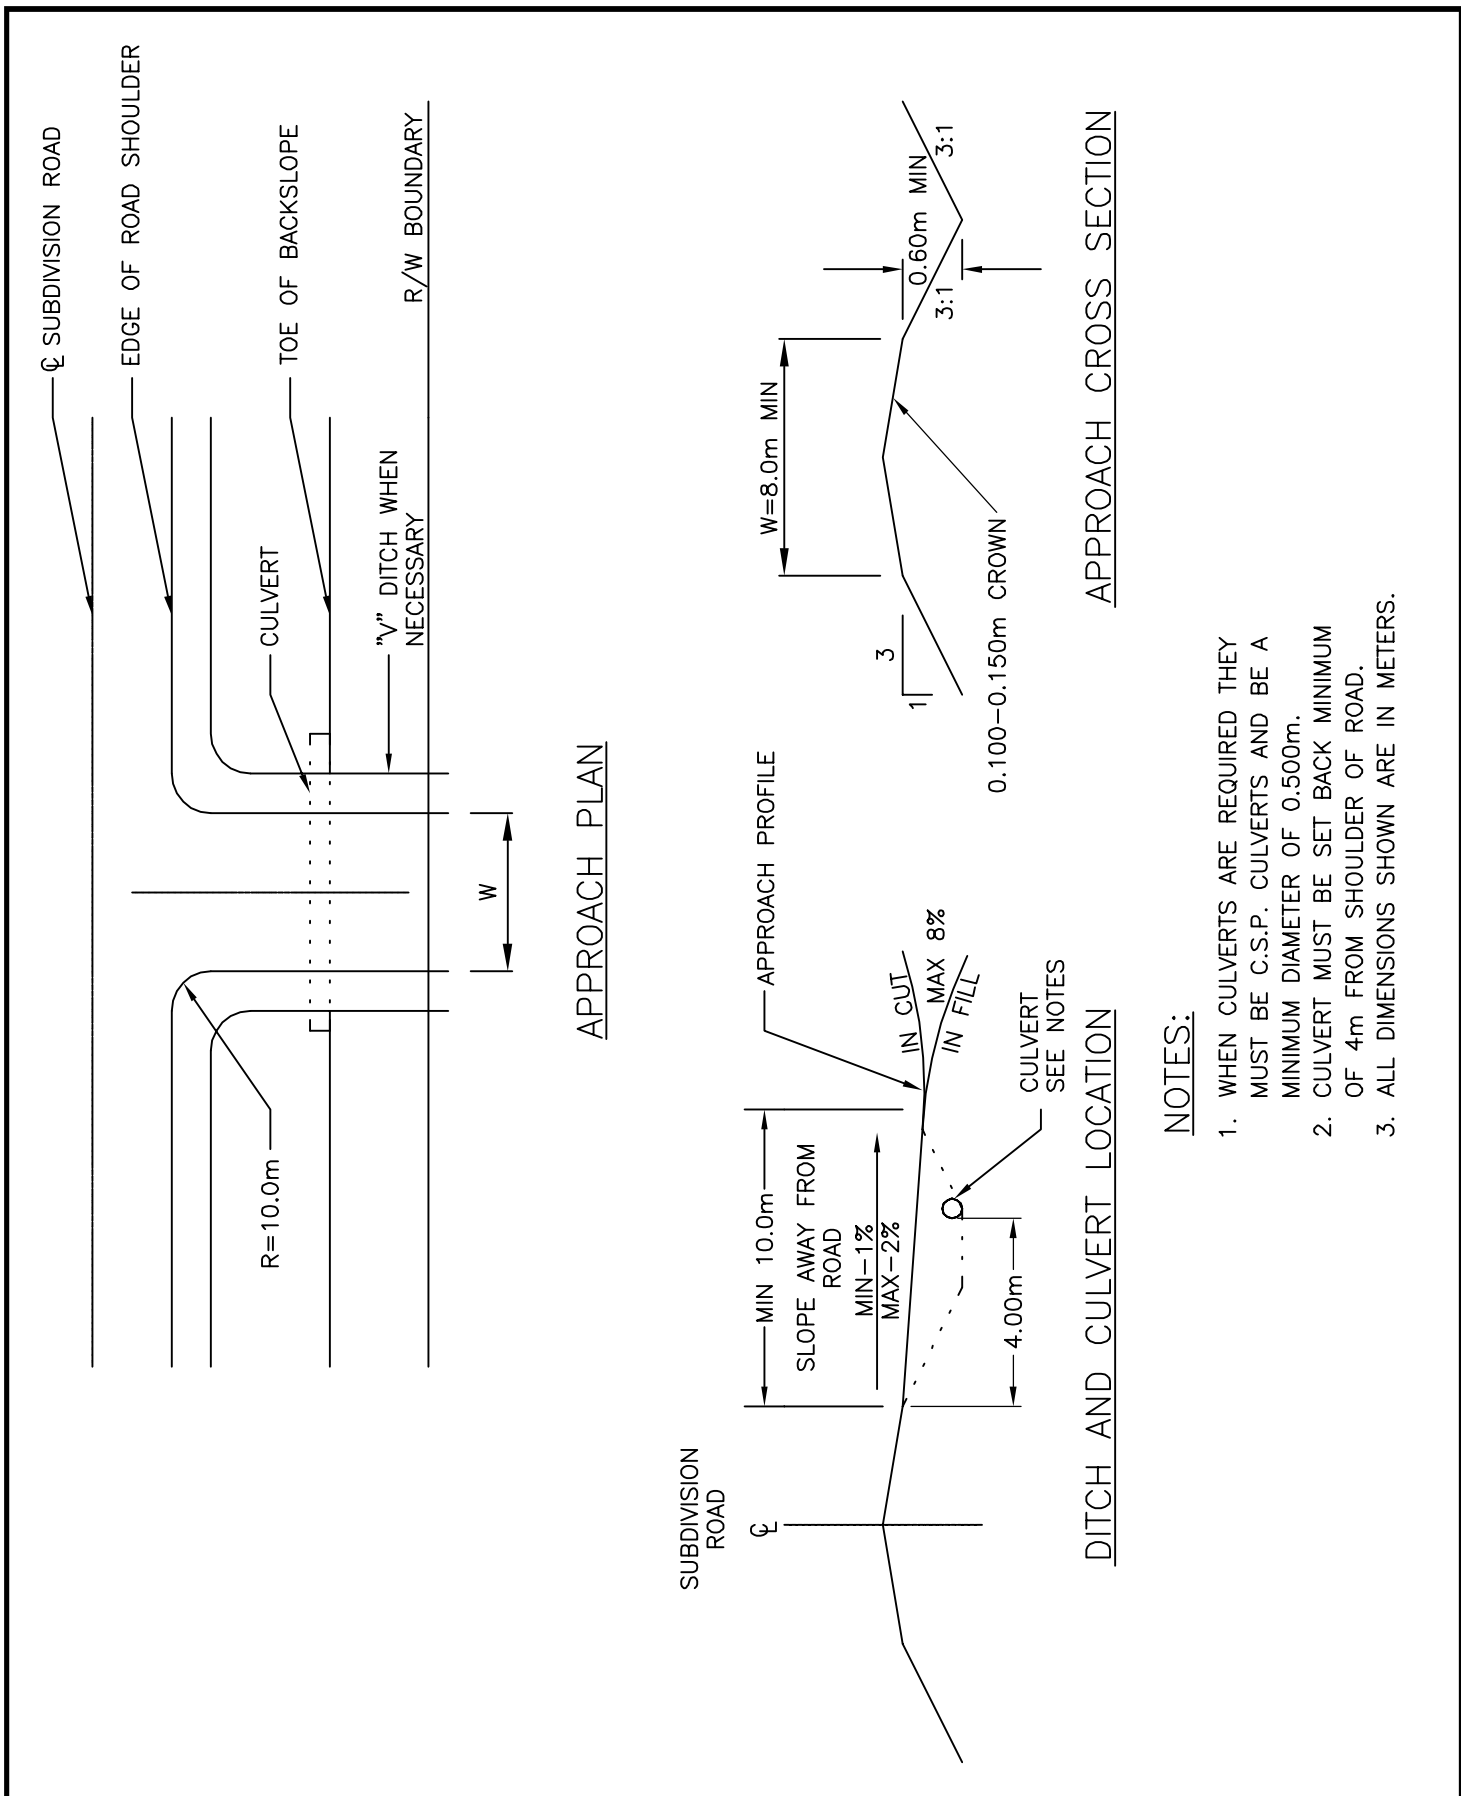 ℄ SUBDIVISION ROAD
EDGE OF ROAD SHOULDER
TOE OF BACKSLOPE
R/W BOUNDARY
CULVERT
"V" DITCH WHEN
NECESSARY
R=10.0m
W
APPROACH PLAN
SUBDIVISION
ROAD
℄
MIN 10.0m
SLOPE AWAY FROM
ROAD
MIN-1%
MAX-2%
APPROACH PROFILE
IN CUT
MAX 8%
IN FILL
CULVERT
SEE NOTES
4.00m
DITCH AND CULVERT LOCATION
W=8.0m MIN
3
1
0.60m MIN
3:1
3:1
0.100-0.150m CROWN
APPROACH CROSS SECTION
NOTES:
1. WHEN CULVERTS ARE REQUIRED THEY
MUST BE C.S.P. CULVERTS AND BE A
MINIMUM DIAMETER OF 0.500m.
2. CULVERT MUST BE SET BACK MINIMUM
OF 4m FROM SHOULDER OF ROAD.
3. ALL DIMENSIONS SHOWN ARE IN METERS.